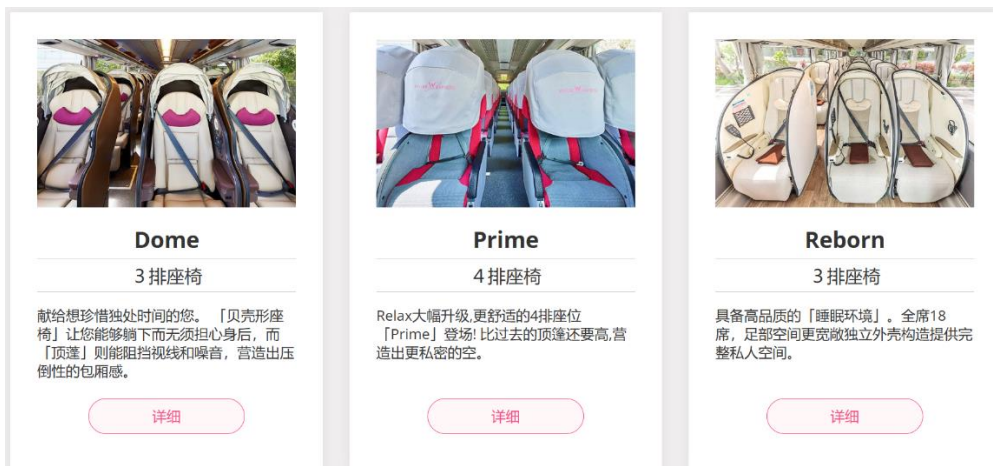 Dome
3 排座椅
献给想珍惜独处时间的您。 「贝壳形座
椅」让您能够躺下而无须担心身后，而
「顶蓬」则能阻挡视线和噪音，营造出压
倒性的包厢感。
详细
Prime
4 排座椅
Relax大幅升级,更舒适的4排座位
「Prime」登场! 比过去的顶篷还要高,营
造出更私密的空。
详细
Reborn
3 排座椅
具备高品质的「睡眠环境」。全席18
席，足部空间更宽敞独立外壳构造提供完
整私人空间。
详细